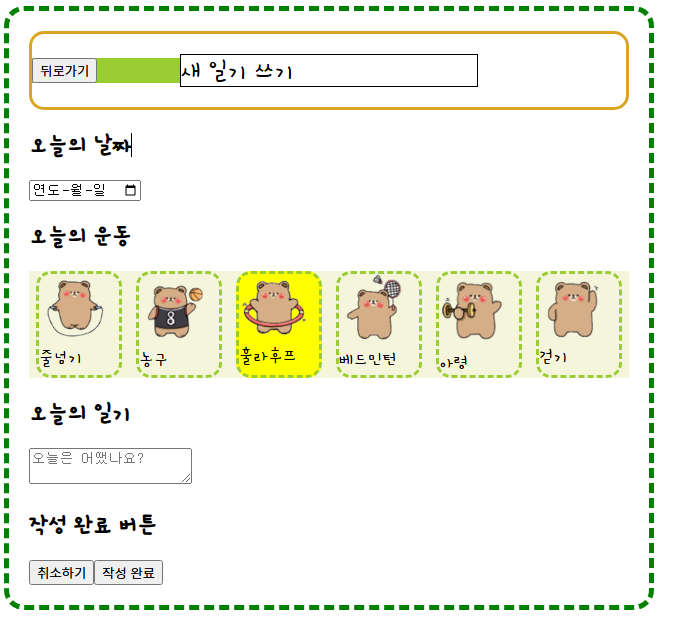 뒤로가기 새 일기 쓰기
오늘의 날짜
연도-월-일
오늘의 운동
8
줄넘기 농구 훌라후프 베드민턴 아령 걷기
오늘의 일기
오늘은 어땠나요?
작성 완료 버튼
취소하기 작성 완료